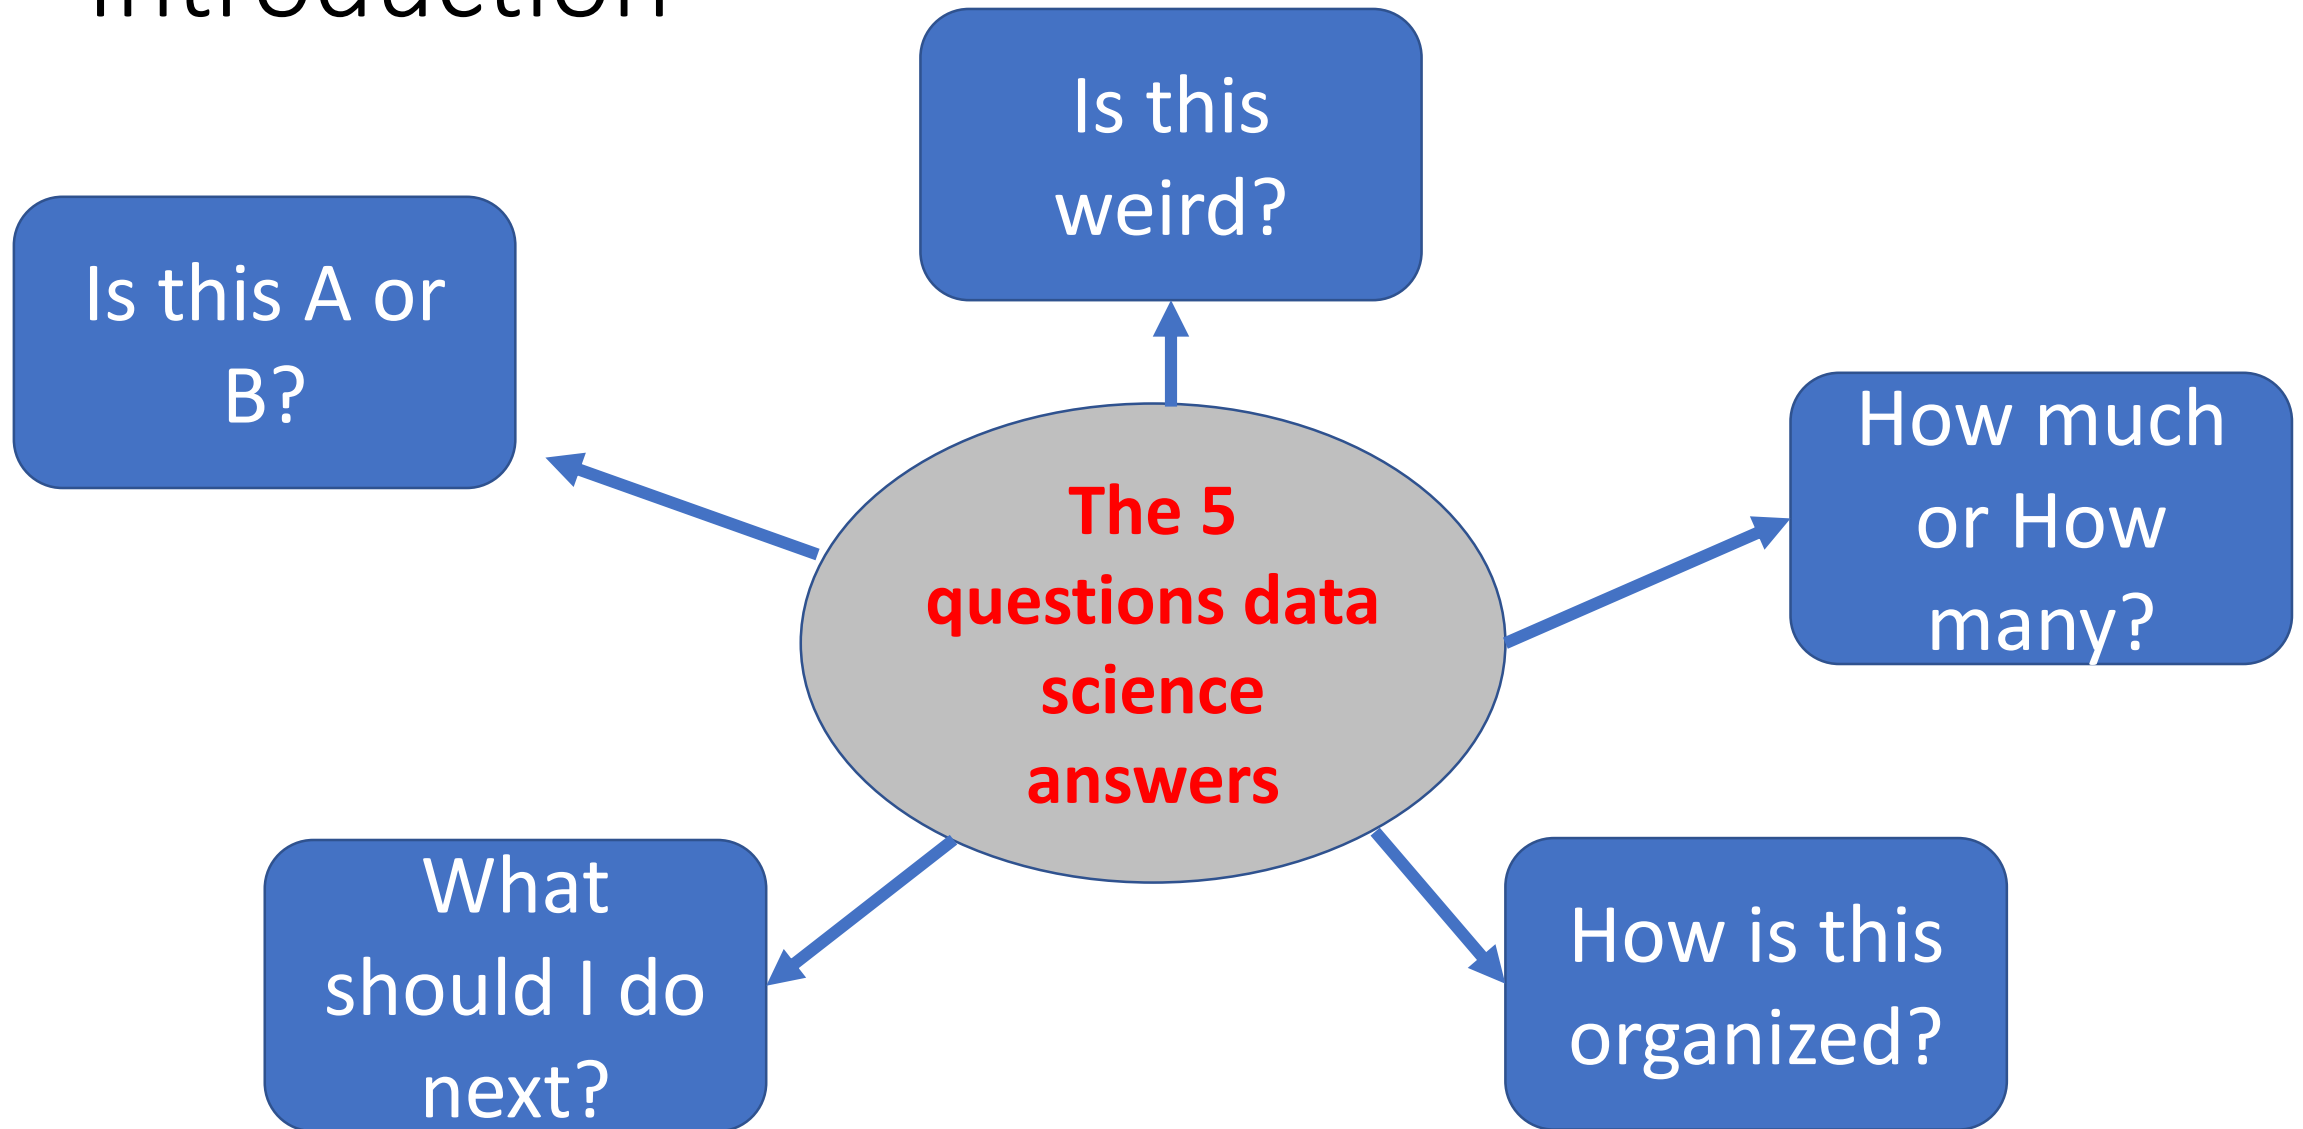 Introduction
Is this
weird?
Is this A or
B?
How much
or How
many?
The 5
questions data
science
answers
What
should I do
next?
How is this
organized?